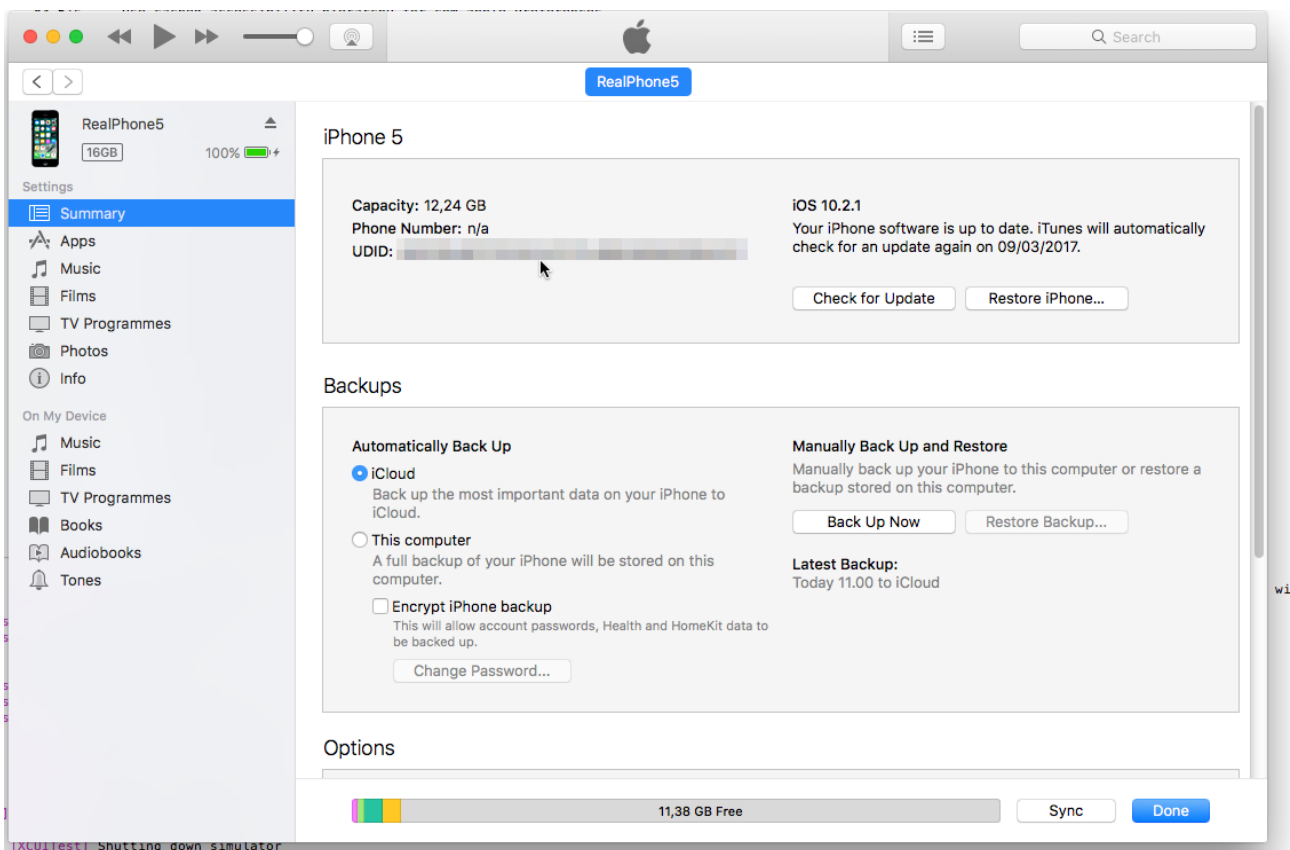 Search
RealPhone5
RealPhone5
16GB
100%
Settings
Summary
Apps
Music
Films
TV Programmes
Photos
Info
On My Device
Music
Films
TV Programmes
Books
Audiobooks
Tones
iPhone 5
Capacity: 12,24 GB
Phone Number: n/a
UDID:
iOS 10.2.1
Your iPhone software is up to date. iTunes will automatically
check for an update again on 09/03/2017.
Check for Update
Restore iPhone...
Backups
Automatically Back Up
iCloud
Back up the most important data on your iPhone to
iCloud.
This computer
A full backup of your iPhone will be stored on this
computer.
Encrypt iPhone backup
This will allow account passwords, Health and HomeKit data to
be backed up.
Change Password...
Manually Back Up and Restore
Manually back up your iPhone to this computer or restore a
backup stored on this computer.
Back Up Now
Restore Backup...
Latest Backup:
Today 11.00 to iCloud
Options
11,38 GB Free
Sync
Done
wi
[XCUITest] Shutting down simulator